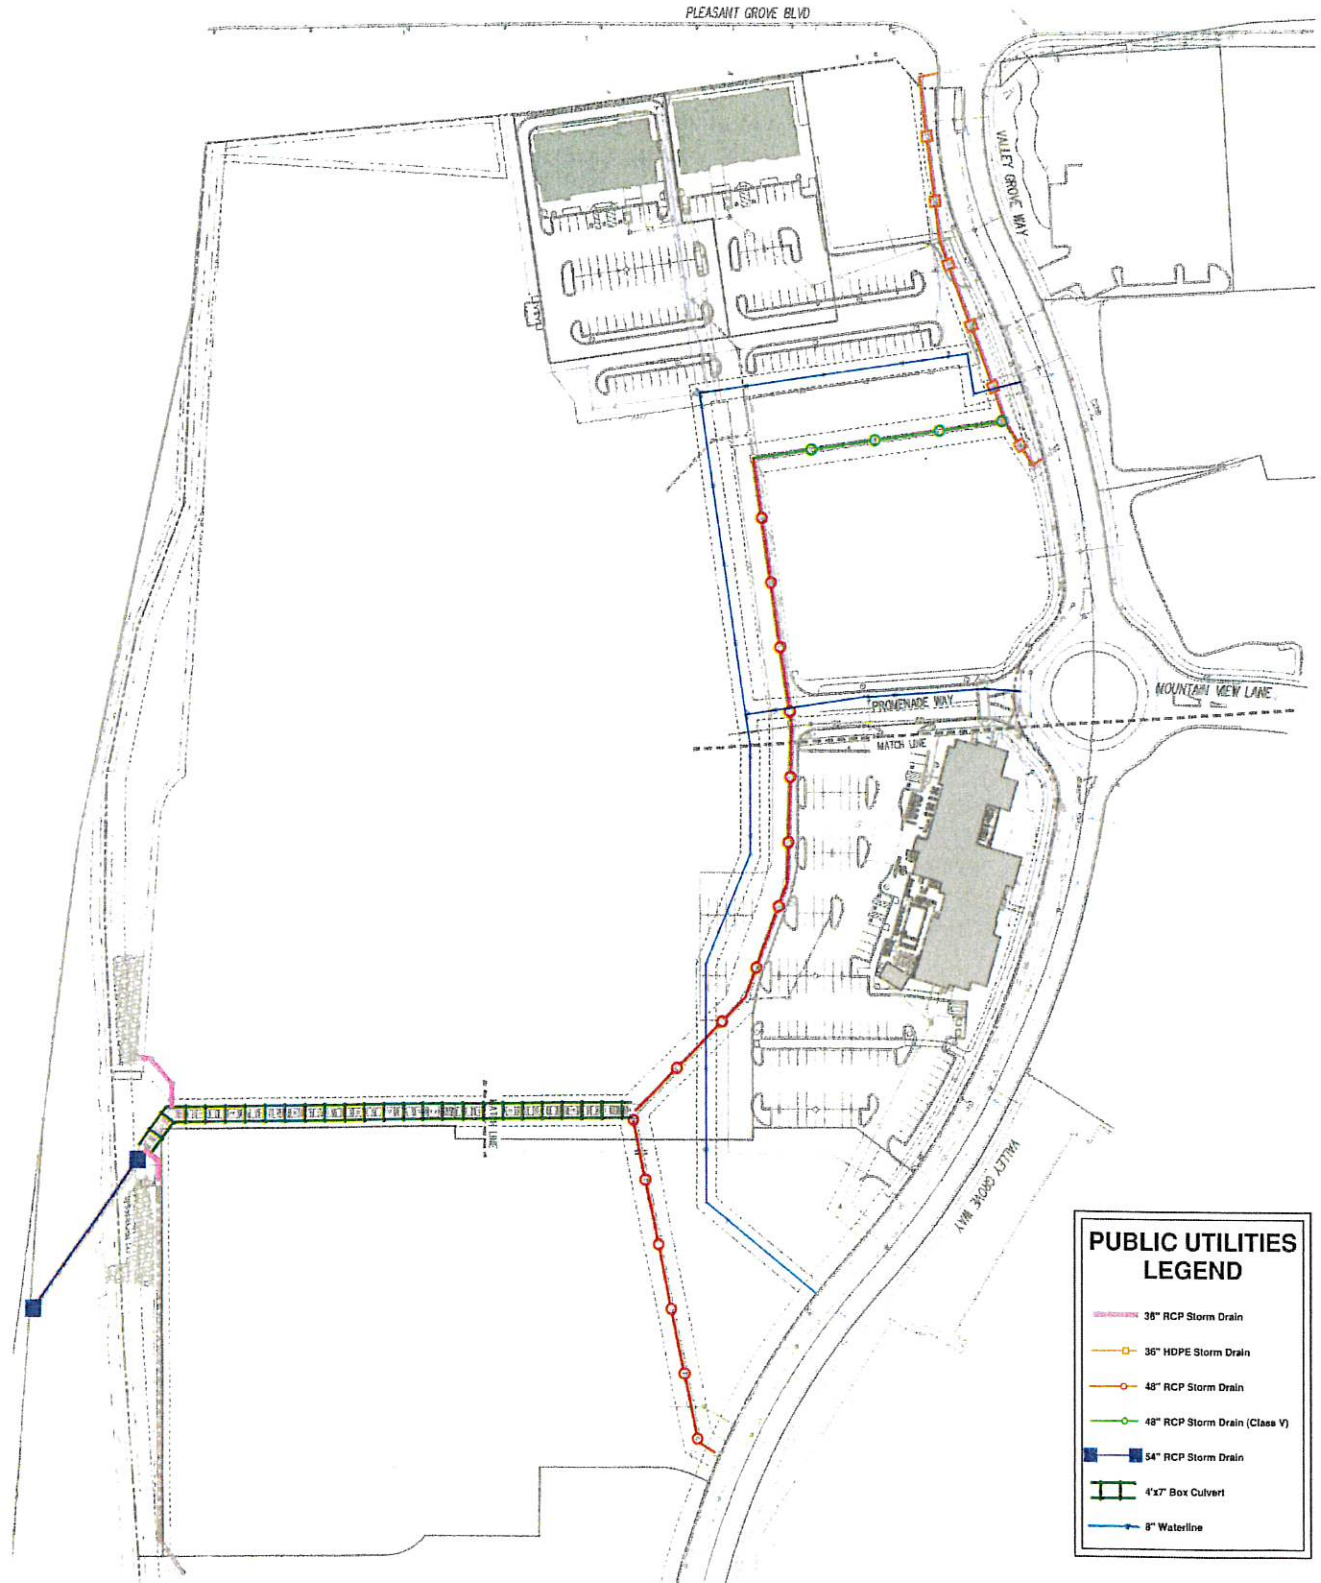 PLEASANT GROVE BLVD
VALLEY GROVE WAY
PROMENADE WAY
MOUNTAIN VIEW LANE
MATCH LINE
MATCH LINE
VALLEY GROVE WAY
PUBLIC UTILITIES
LEGEND
36" RCP Storm Drain
36" HDPE Storm Drain
48" RCP Storm Drain
48" RCP Storm Drain (Class V)
54" RCP Storm Drain
4'x7' Box Culvert
8" Waterline